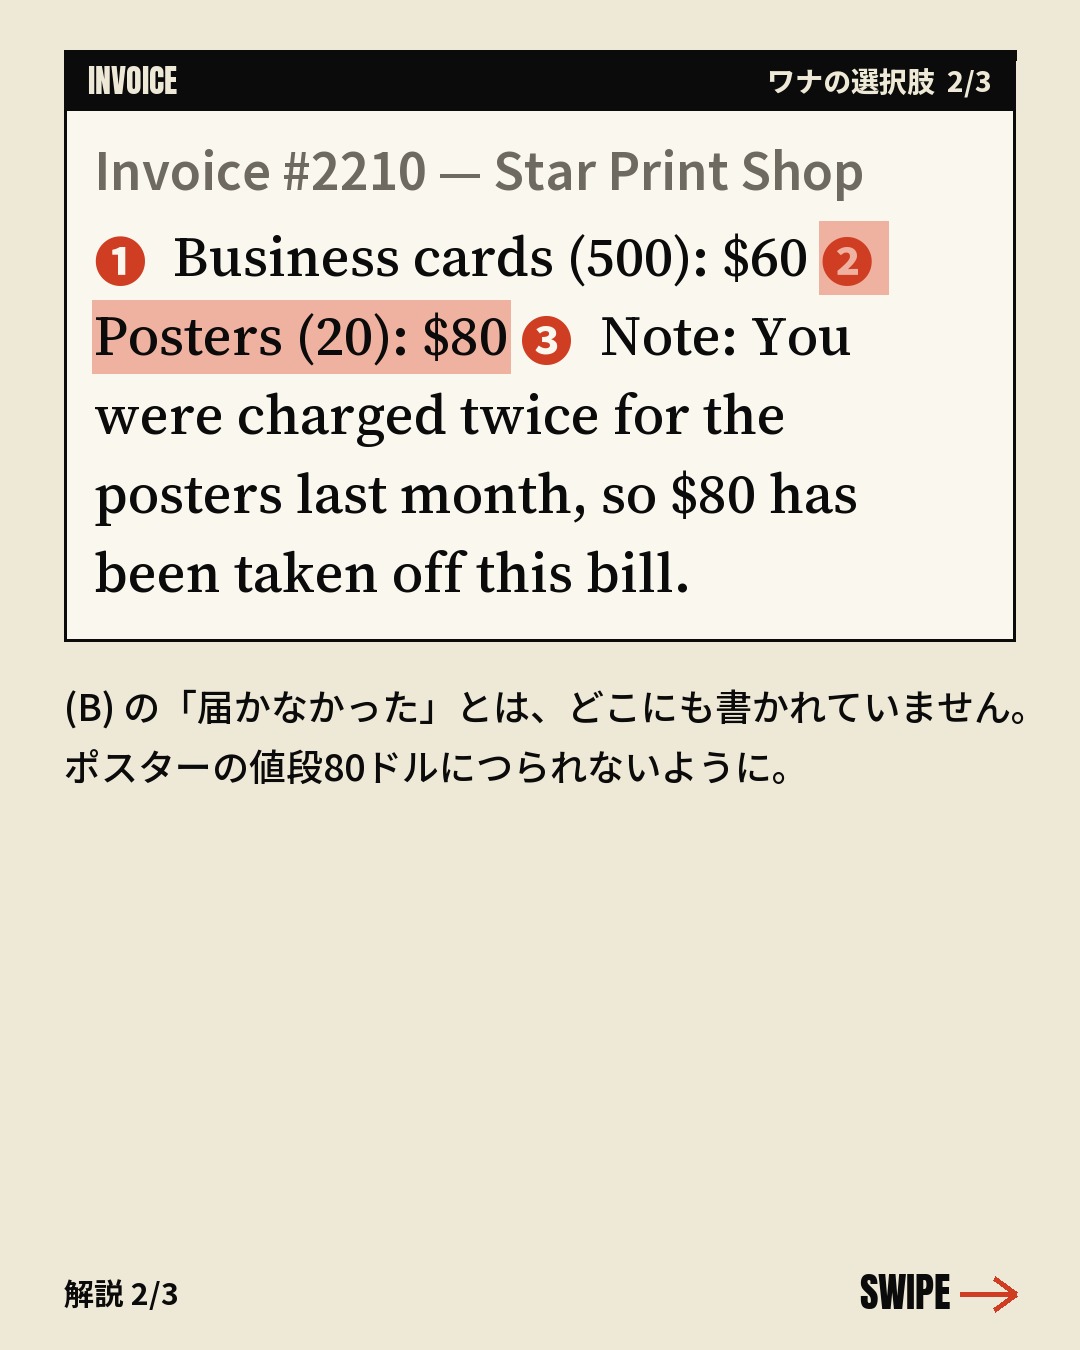 INVOICE
ワナの選択肢 2/3
Invoice #2210 — Star Print Shop
❶ Business cards (500): $60 ❷
Posters (20): $80 ❸ Note: You
were charged twice for the
posters last month, so $80 has
been taken off this bill.
(B) の「届かなかった」とは、どこにも書かれていません。
ポスターの値段80ドルにつられないように。
解説 2/3
SWIPE →